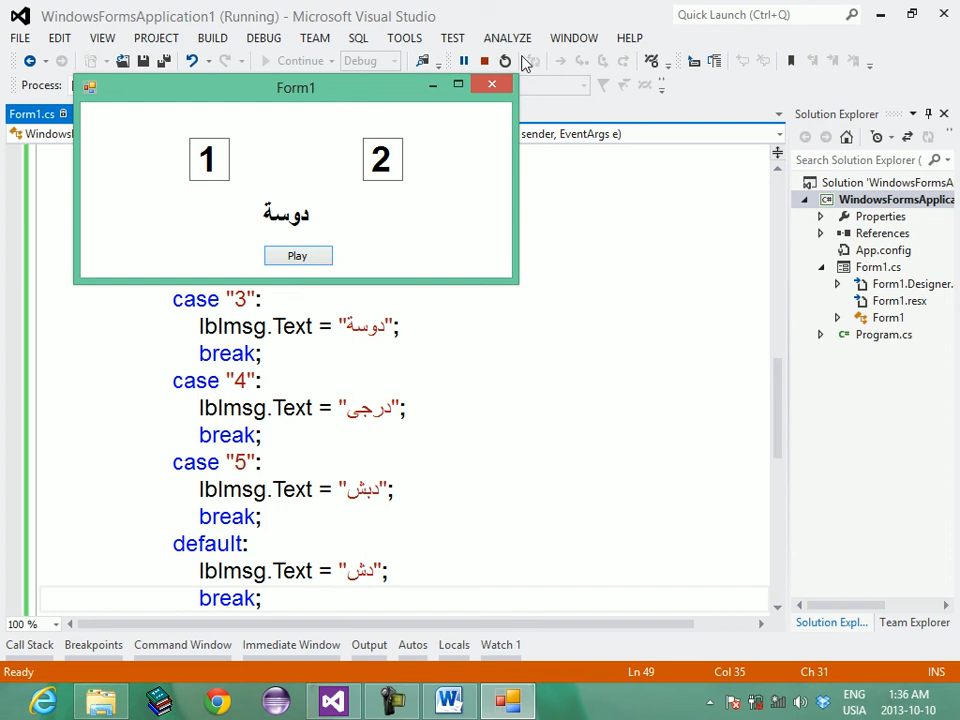 WindowsFormsApplication1 (Running) - Microsoft Visual Studio
Quick Launch (Ctrl+Q)
FILE EDIT VIEW PROJECT BUILD DEBUG TEAM SQL TOOLS TEST ANALYZE WINDOW HELP
Continue Debug
Process:
Form1
Form1.cs
WindowsF
sender, EventArgs e)
1 2
دوسة
Play
case "3":
lblmsg.Text = "دوسة";
break;
case "4":
lblmsg.Text = "درجى";
break;
case "5":
lblmsg.Text = "دبش";
break;
default:
lblmsg.Text = "دش";
break;
100 %
Solution Explorer
Search Solution Explorer (
Solution 'WindowsFormsA
WindowsFormsApplica
Properties
References
App.config
Form1.cs
Form1.Designer.
Form1.resx
Form1
Program.cs
Solution Expl... Team Explorer
Call Stack Breakpoints Command Window Immediate Window Output Autos Locals Watch 1
Ready Ln 49 Col 35 Ch 31 INS
ENG 1:36 AM
USIA 2013-10-10